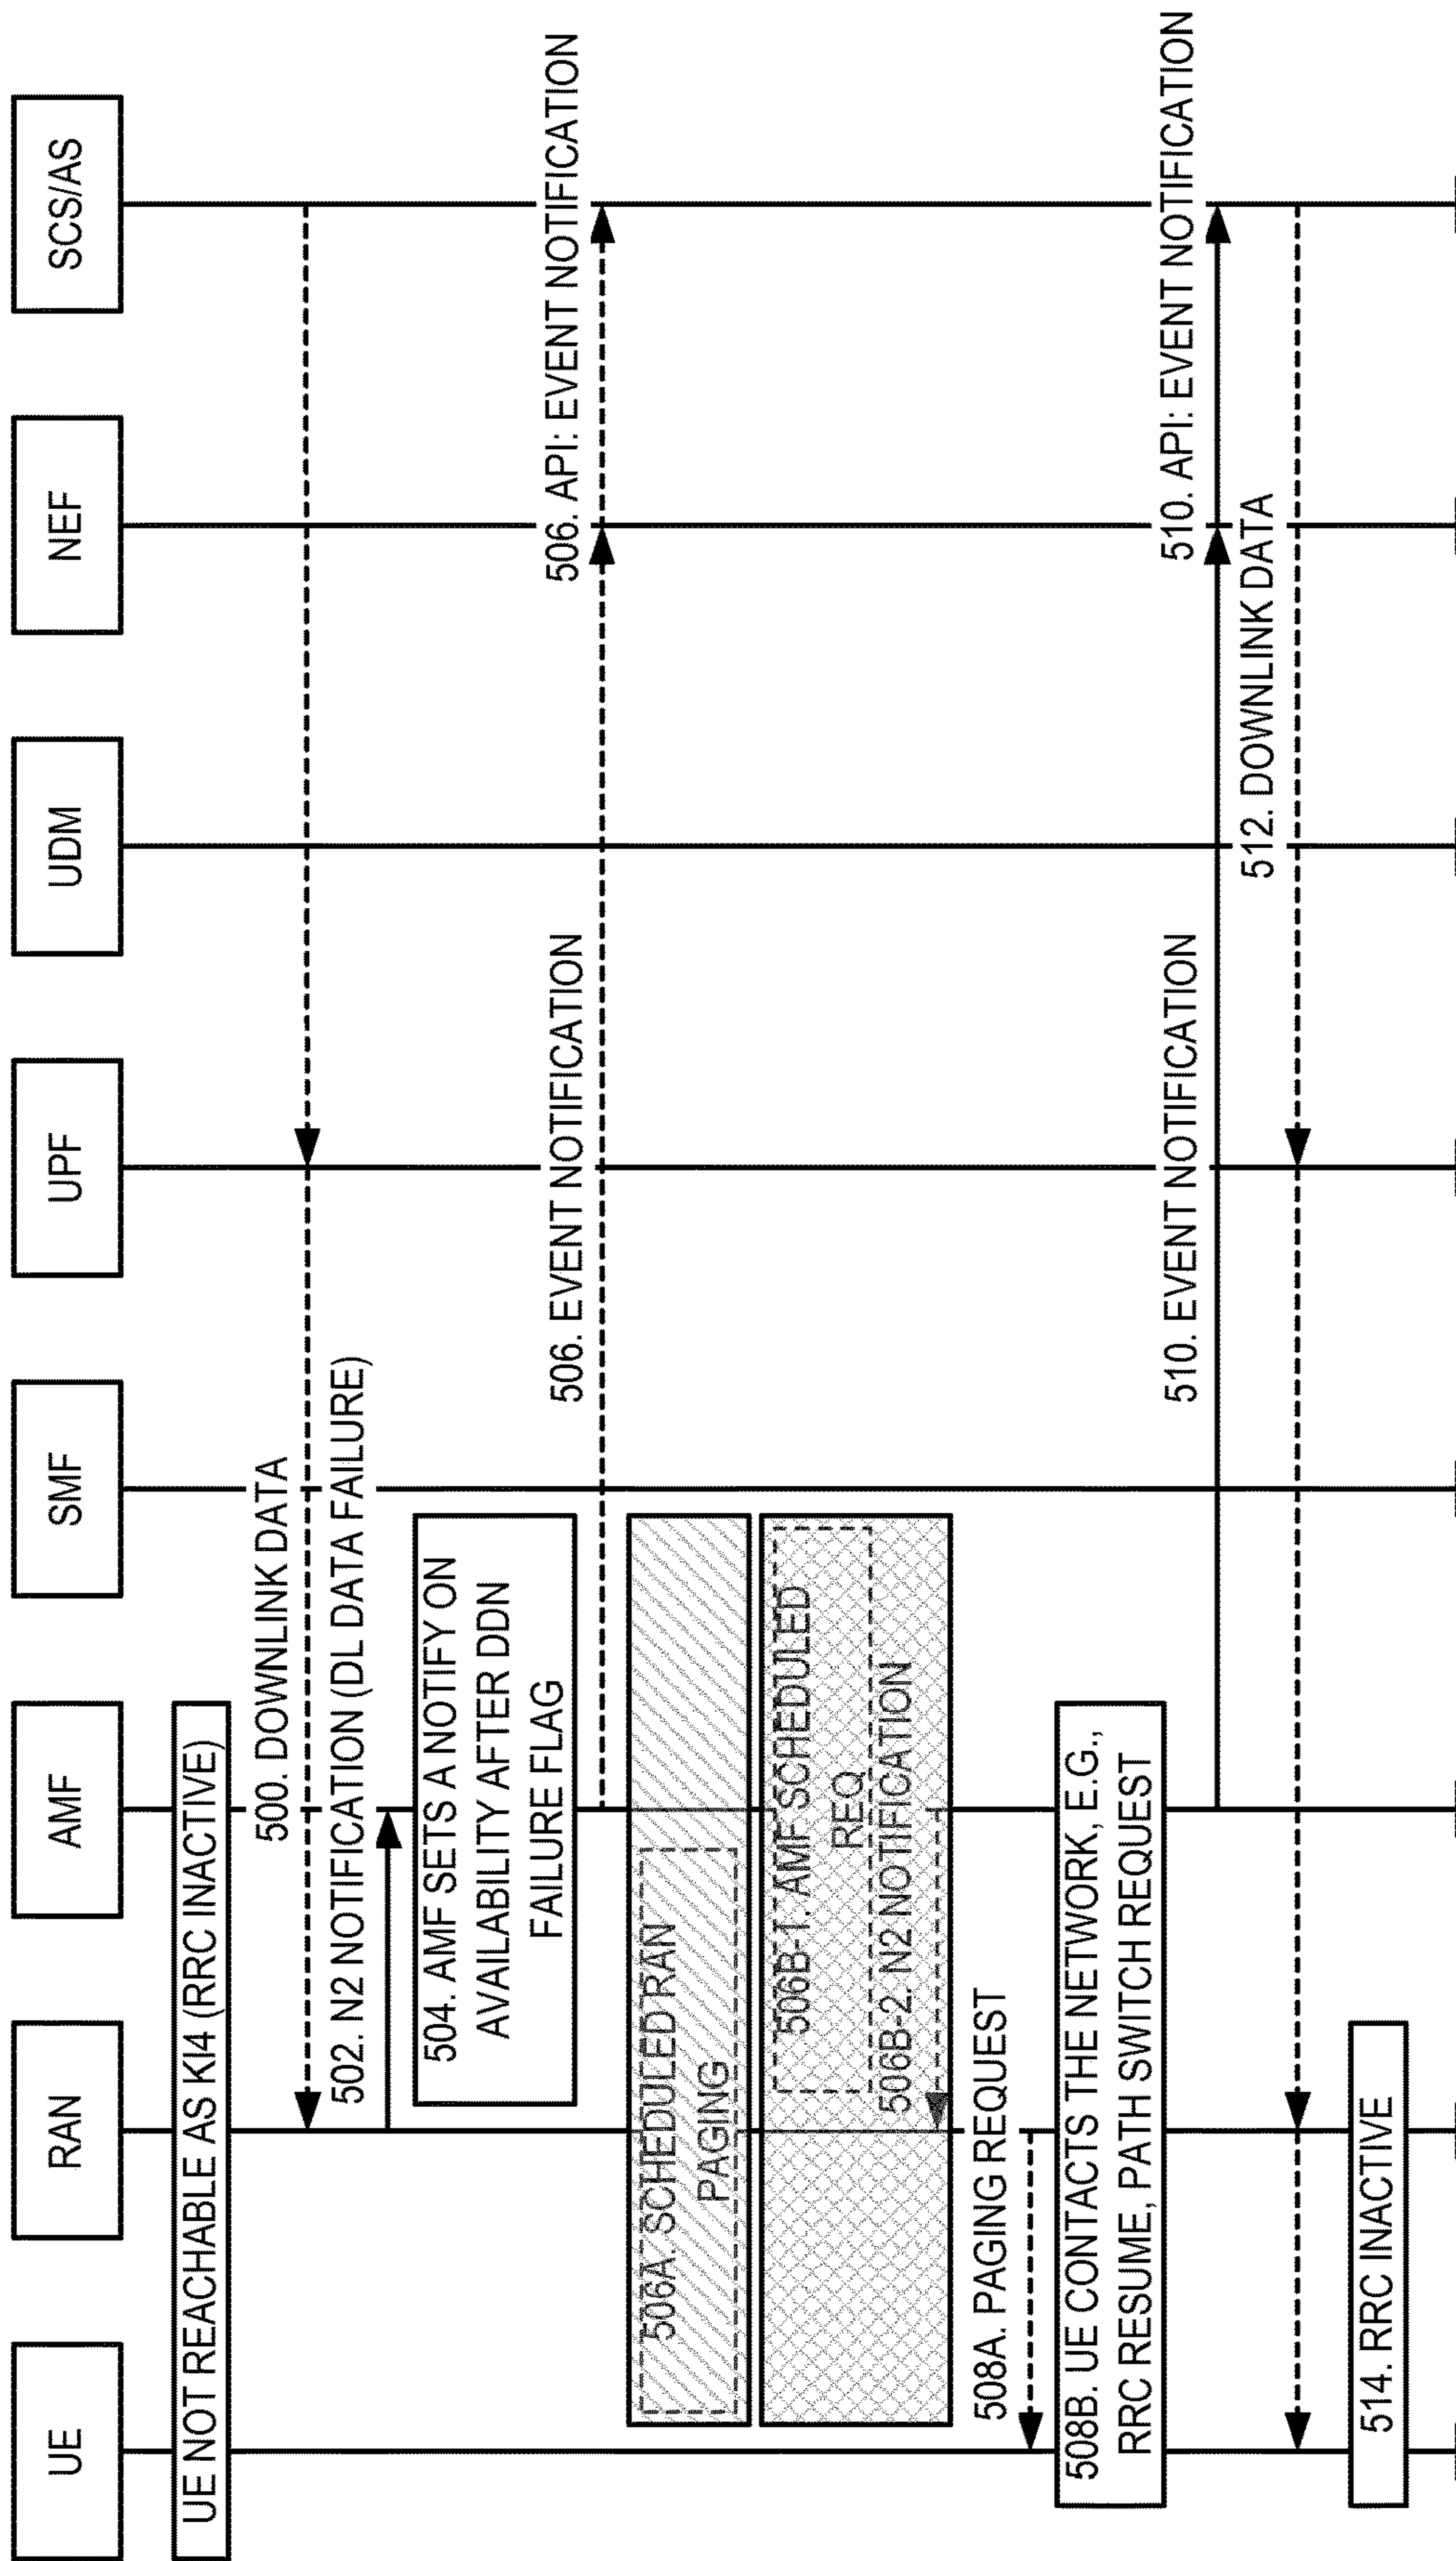 UE
RAN
AMF
SMF
UPF
UDM
NEF
SCS/AS
UE NOT REACHABLE AS KI4 (RRC INACTIVE)
500. DOWNLINK DATA
502. N2 NOTIFICATION (DL DATA FAILURE)
504. AMF SETS A NOTIFY ON
AVAILABILITY AFTER DDN
FAILURE FLAG
506. EVENT NOTIFICATION
506. API: EVENT NOTIFICATION
506A. SCHEDULED RAN
PAGING
506B-1. AMF SCHEDULED
REQ
506B-2. N2 NOTIFICATION
508A. PAGING REQUEST
508B. UE CONTACTS THE NETWORK, E.G.,
RRC RESUME, PATH SWITCH REQUEST
510. EVENT NOTIFICATION
510. API: EVENT NOTIFICATION
512. DOWNLINK DATA
514. RRC INACTIVE